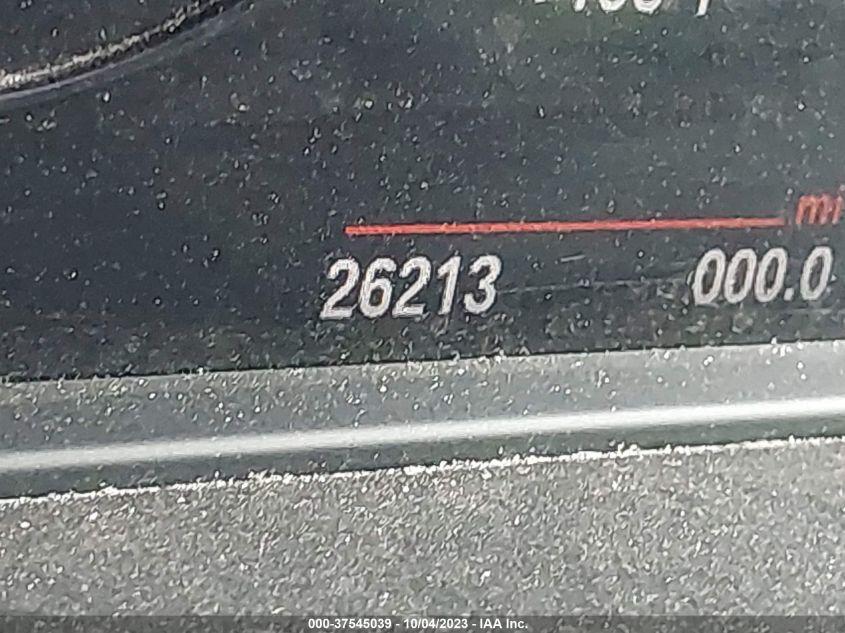 mi
26213 000.0
000-37545039 - 10/04/2023 - IAA Inc.